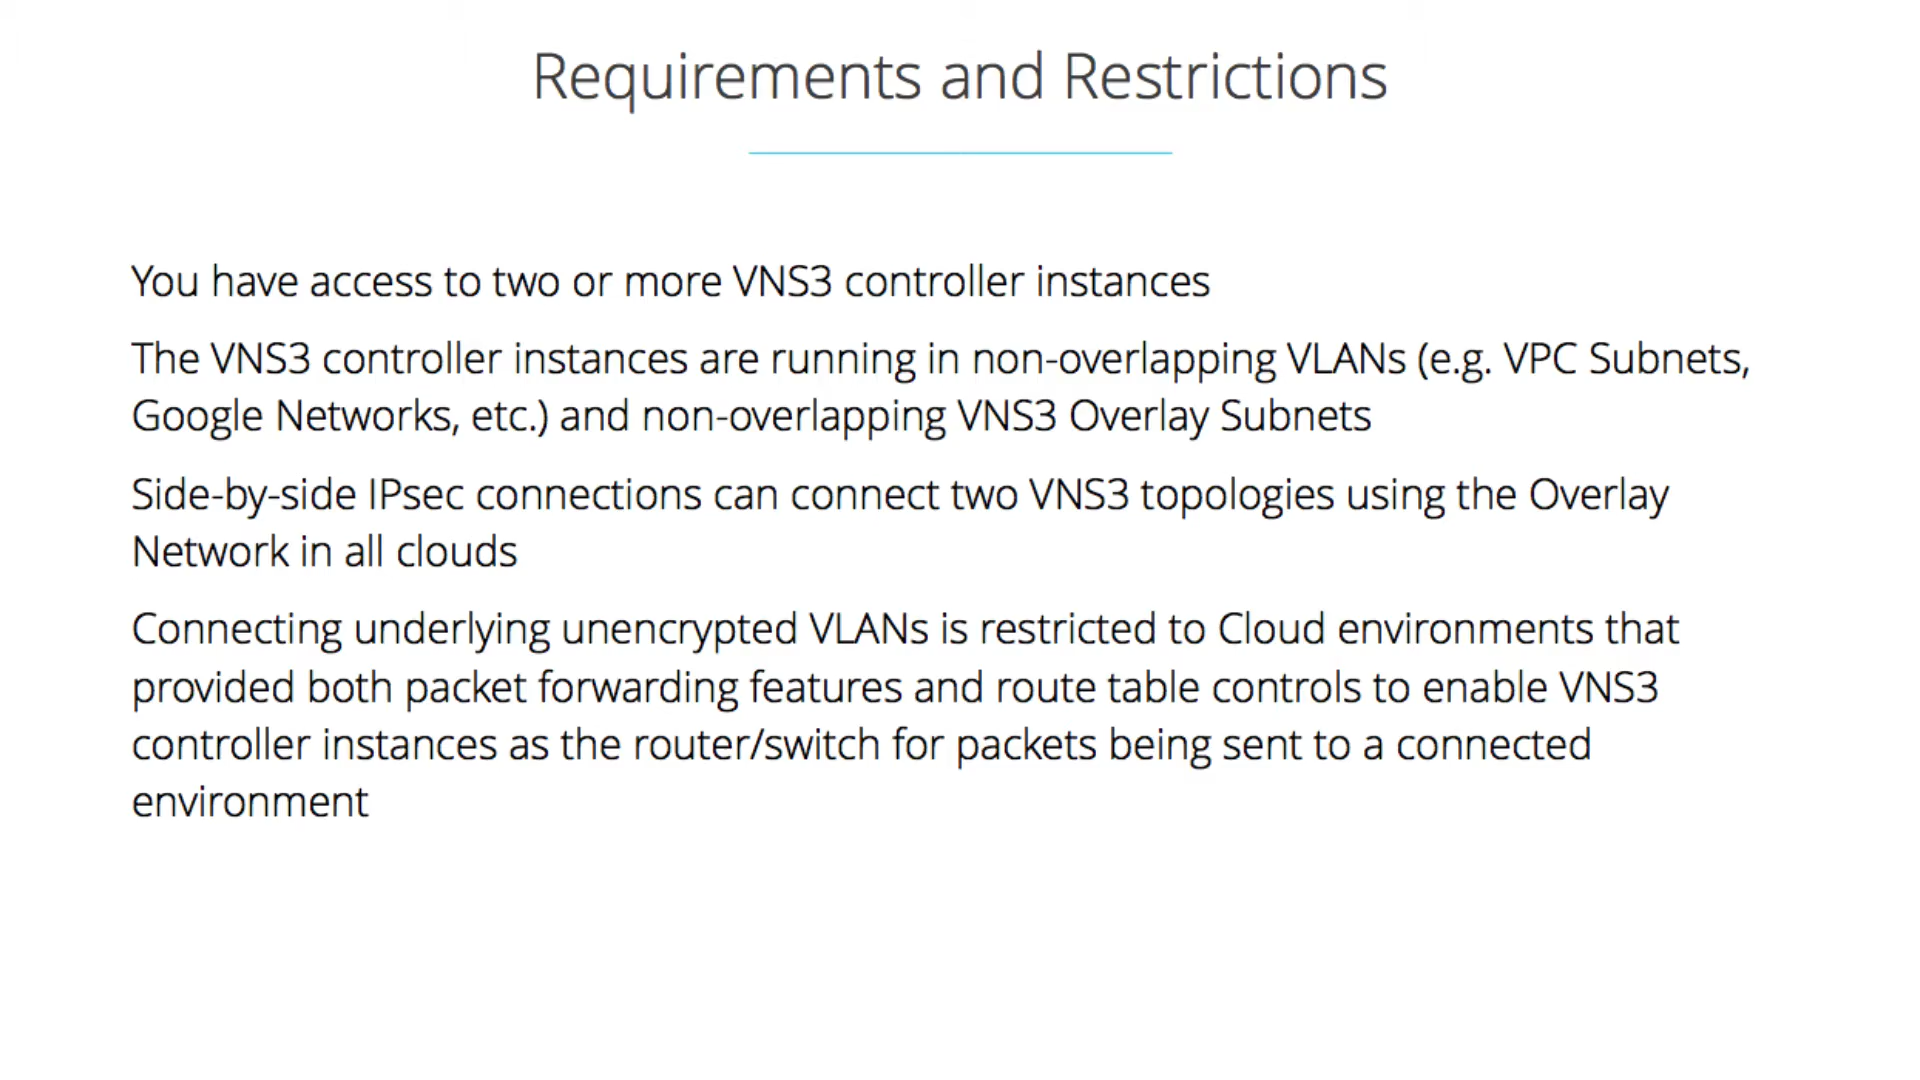 Requirements and Restrictions
You have access to two or more VNS3 controller instances
The VNS3 controller instances are running in non-overlapping VLANs (e.g. VPC Subnets,
Google Networks, etc.) and non-overlapping VNS3 Overlay Subnets
Side-by-side IPsec connections can connect two VNS3 topologies using the Overlay
Network in all clouds
Connecting underlying unencrypted VLANs is restricted to Cloud environments that
provided both packet forwarding features and route table controls to enable VNS3
controller instances as the router/switch for packets being sent to a connected
environment